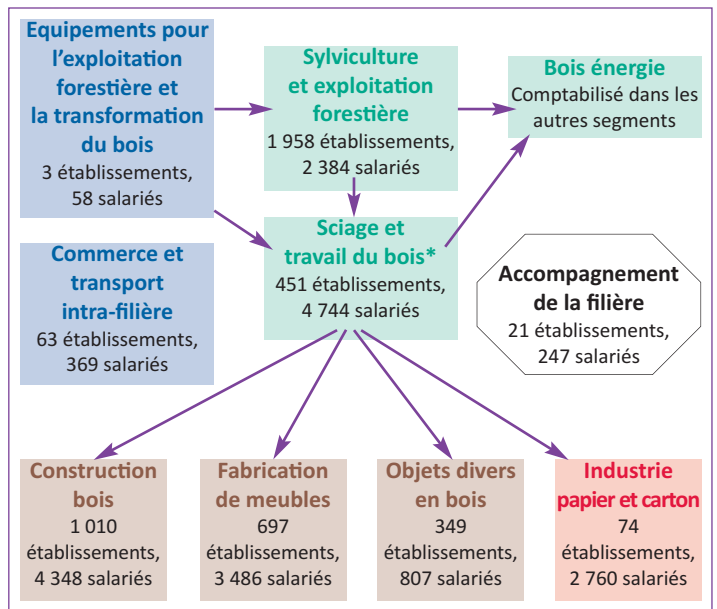 Equipements pour
l'exploitation
forestière et
la transformation
du bois
3 établissements,
58 salariés
Sylviculture
et exploitation
forestière
1 958 établissements,
2 384 salariés
Bois énergie
Comptabilisé dans les
autres segments
Commerce et
transport
intra-filière
63 établissements,
369 salariés
Sciage et
travail du bois*
451 établissements,
4 744 salariés
Accompagnement
de la filière
21 établissements,
247 salariés
Construction
bois
1 010
établissements,
4 348 salariés
Fabrication
de meubles
697
établissements,
3 486 salariés
Objets divers
en bois
349
établissements,
807 salariés
Industrie
papier et carton
74
établissements,
2 760 salariés